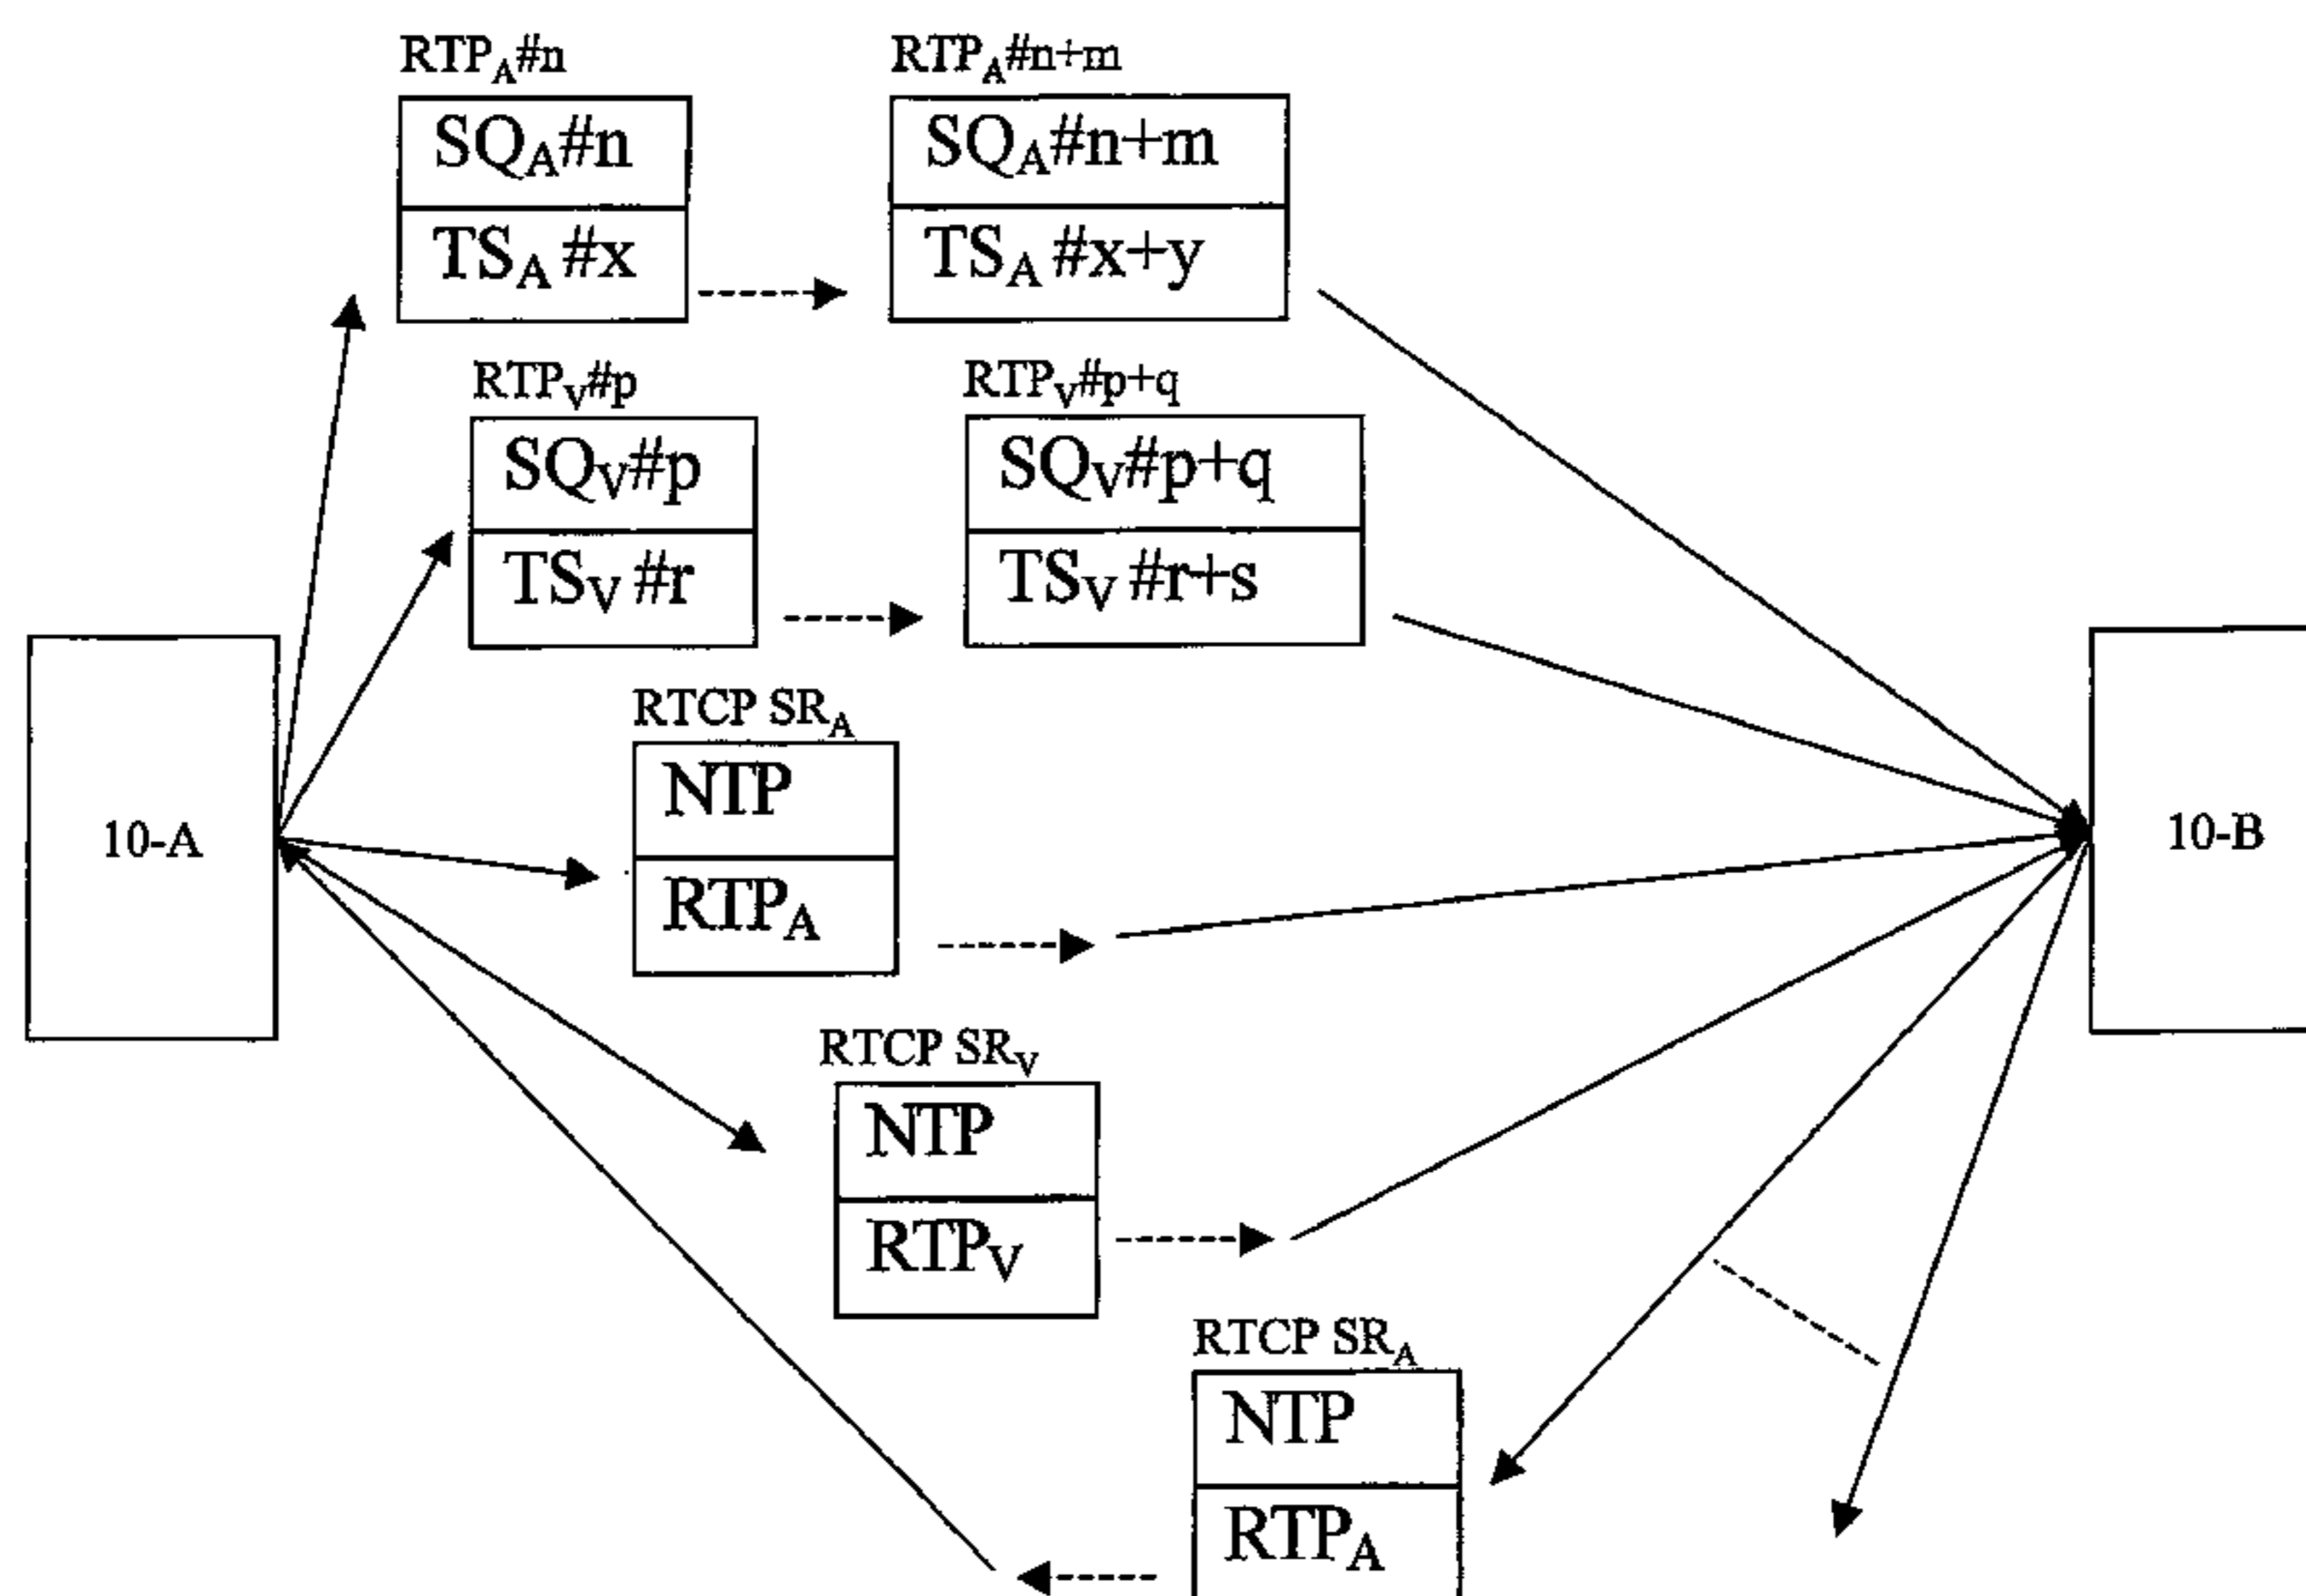 RTPA#n RTPA#n+m
SQA#n SQA#n+m
TSA #x TSA #x+y
RTPV#p RTPV#p+q
SQV#p SQV#p+q
TSV #r TSV #r+s
RTCP SRA
NTP
10-A 10-B
RTPA
RTCP SRV
NTP
RTPV
RTCP SRA
NTP
RTPA